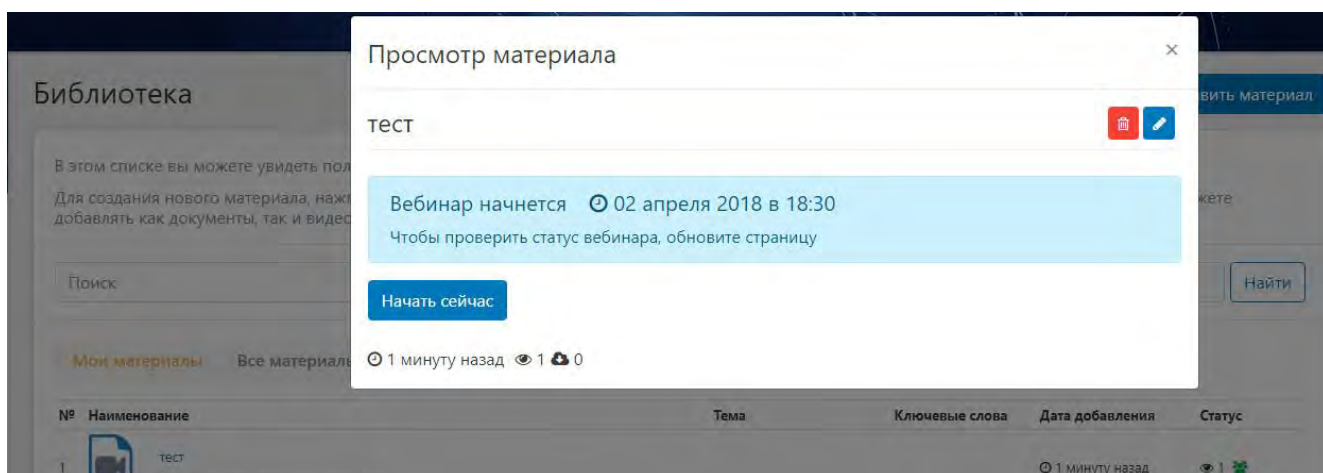 Просмотр материала
×
Библиотека
вить материал
тест
В этом списке вы можете увидеть пол
Для создания нового материала, наж
жете
добавлять как документы, так и видео
Вебинар начнется 02 апреля 2018 в 18:30
Чтобы проверить статус вебинара, обновите страницу
Поиск
Найти
Начать сейчас
Мои материалы Все материалы
1 минуту назад 1 0
№ Наименование Тема Ключевые слова Дата добавления Статус
1 тест 1 минуту назад 1